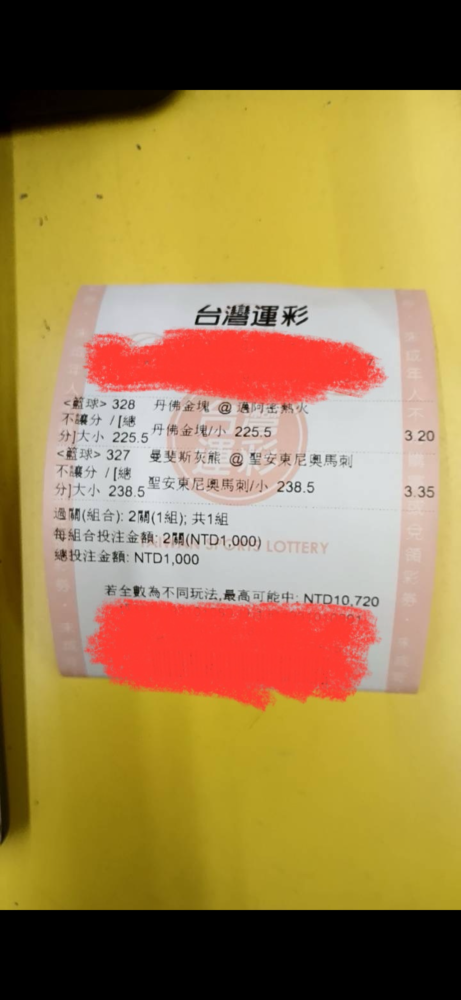 台灣運彩
<籃球> 328 丹佛金塊 @ 邁阿密熱火
不讓分 / [總
分]大小 225.5 丹佛金塊/小 225.5 3.20
<籃球> 327 曼斐斯灰熊 @ 聖安東尼奧馬刺
不讓分 / [總
分]大小 238.5 聖安東尼奧馬刺/小 238.5 3.35
過關(組合): 2關(1組); 共1組
每組合投注金額: 2關(NTD1,000)
SPORTS LOTTERY
總投注金額: NTD1,000
若全數為不同玩法,最高可能中: NTD10,720